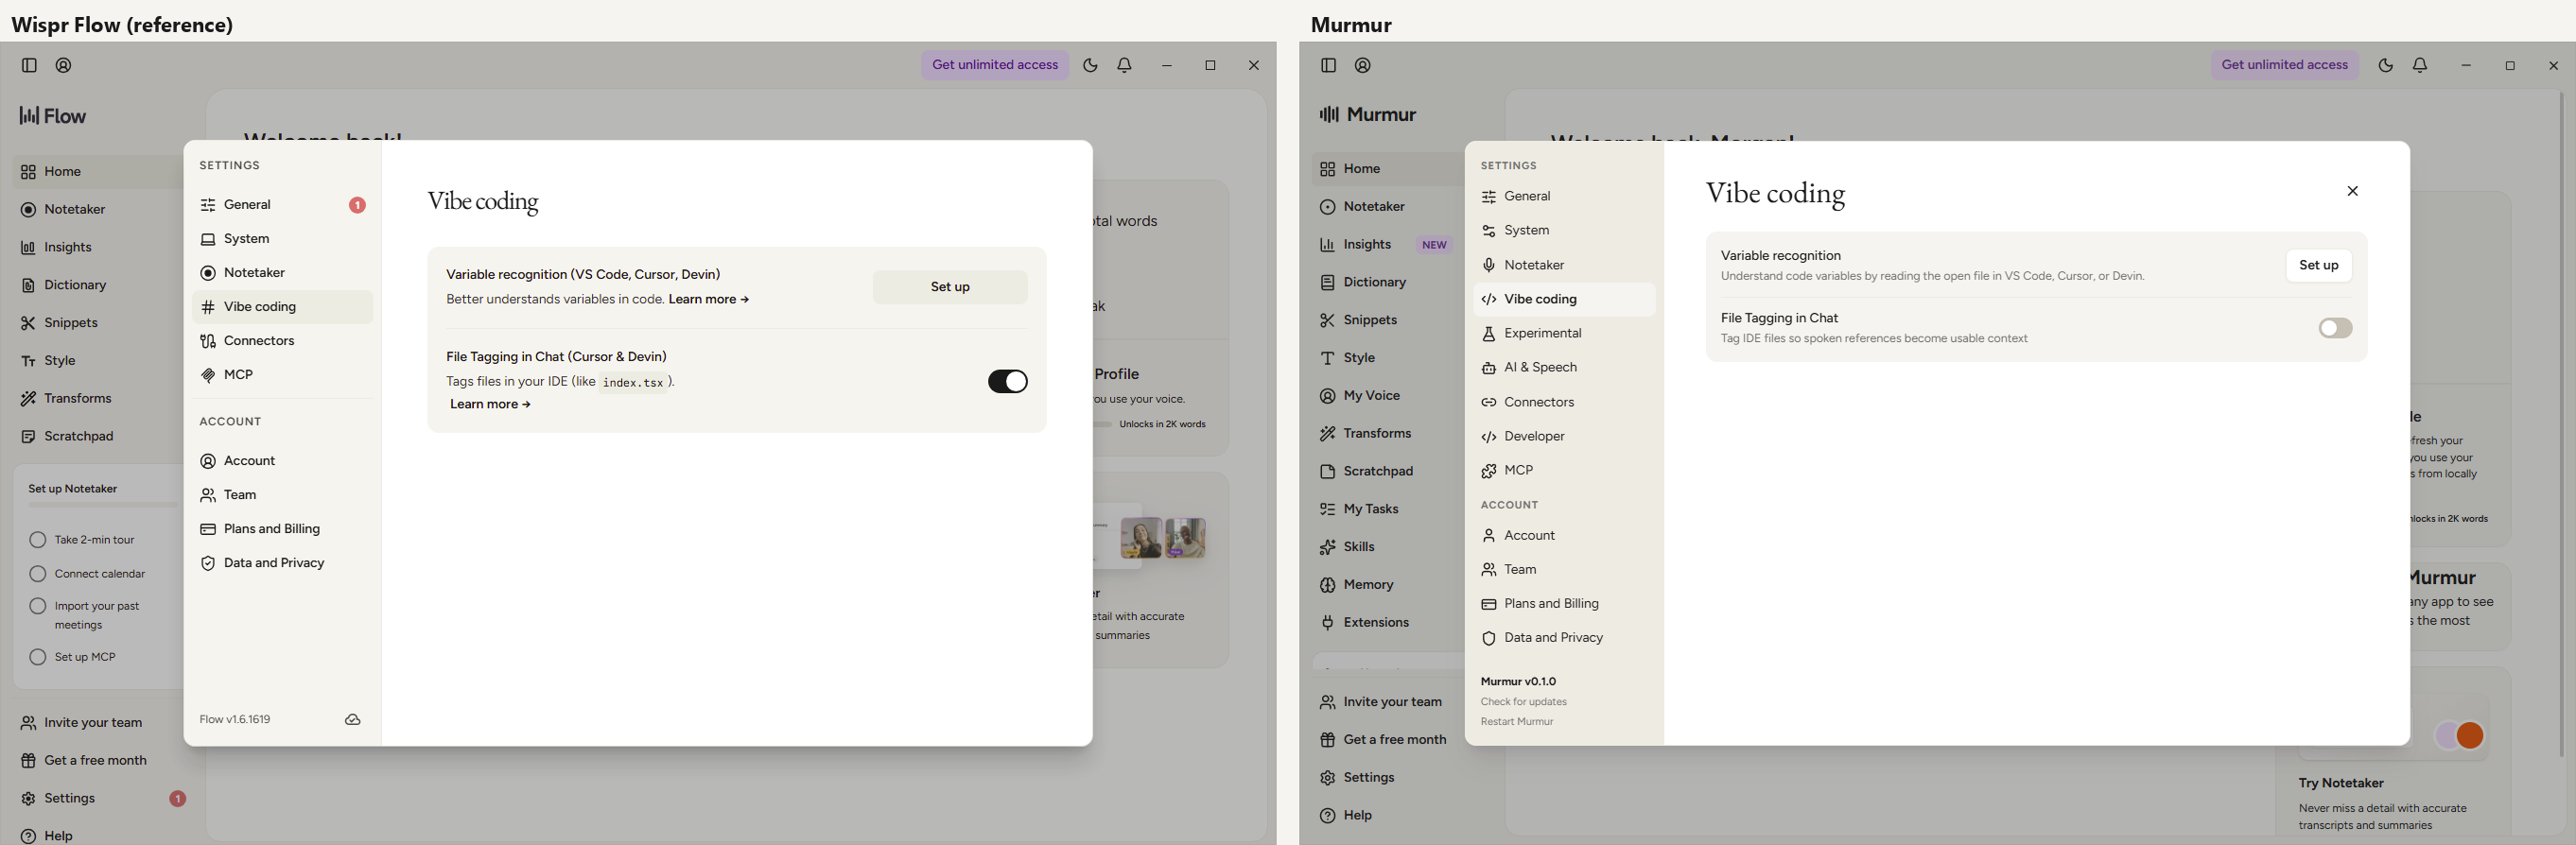 Wispr Flow (reference)
Get unlimited access
Flow
Home
Notetaker
Insights
Dictionary
Snippets
Style
Transforms
Scratchpad
Set up Notetaker
Take 2-min tour
Connect calendar
Import your past
meetings
Set up MCP
Invite your team
Get a free month
Settings
1
Help
SETTINGS
General
1
System
Notetaker
Vibe coding
Connectors
MCP
ACCOUNT
Account
Team
Plans and Billing
Data and Privacy
Flow v1.6.1619
Vibe coding
Variable recognition (VS Code, Cursor, Devin)
Better understands variables in code. Learn more →
Set up
File Tagging in Chat (Cursor & Devin)
Tags files in your IDE (like index.tsx ).
Learn more →
words
Profile
you use your voice.
Unlocks in 2K words
detail with accurate
summaries
Murmur
Get unlimited access
Murmur
Home
Notetaker
Insights NEW
Dictionary
Snippets
Style
My Voice
Transforms
Scratchpad
My Tasks
Skills
Memory
Extensions
Invite your team
Get a free month
Settings
Help
SETTINGS
General
System
Notetaker
Vibe coding
Experimental
AI & Speech
Connectors
Developer
MCP
ACCOUNT
Account
Team
Plans and Billing
Data and Privacy
Murmur v0.1.0
Check for updates
Restart Murmur
Vibe coding
Variable recognition
Understand code variables by reading the open file in VS Code, Cursor, or Devin.
Set up
File Tagging in Chat
Tag IDE files so spoken references become usable context
refresh your
you use your
from locally
Unlocks in 2K words
Murmur
any app to see
the most
Try Notetaker
Never miss a detail with accurate
transcripts and summaries